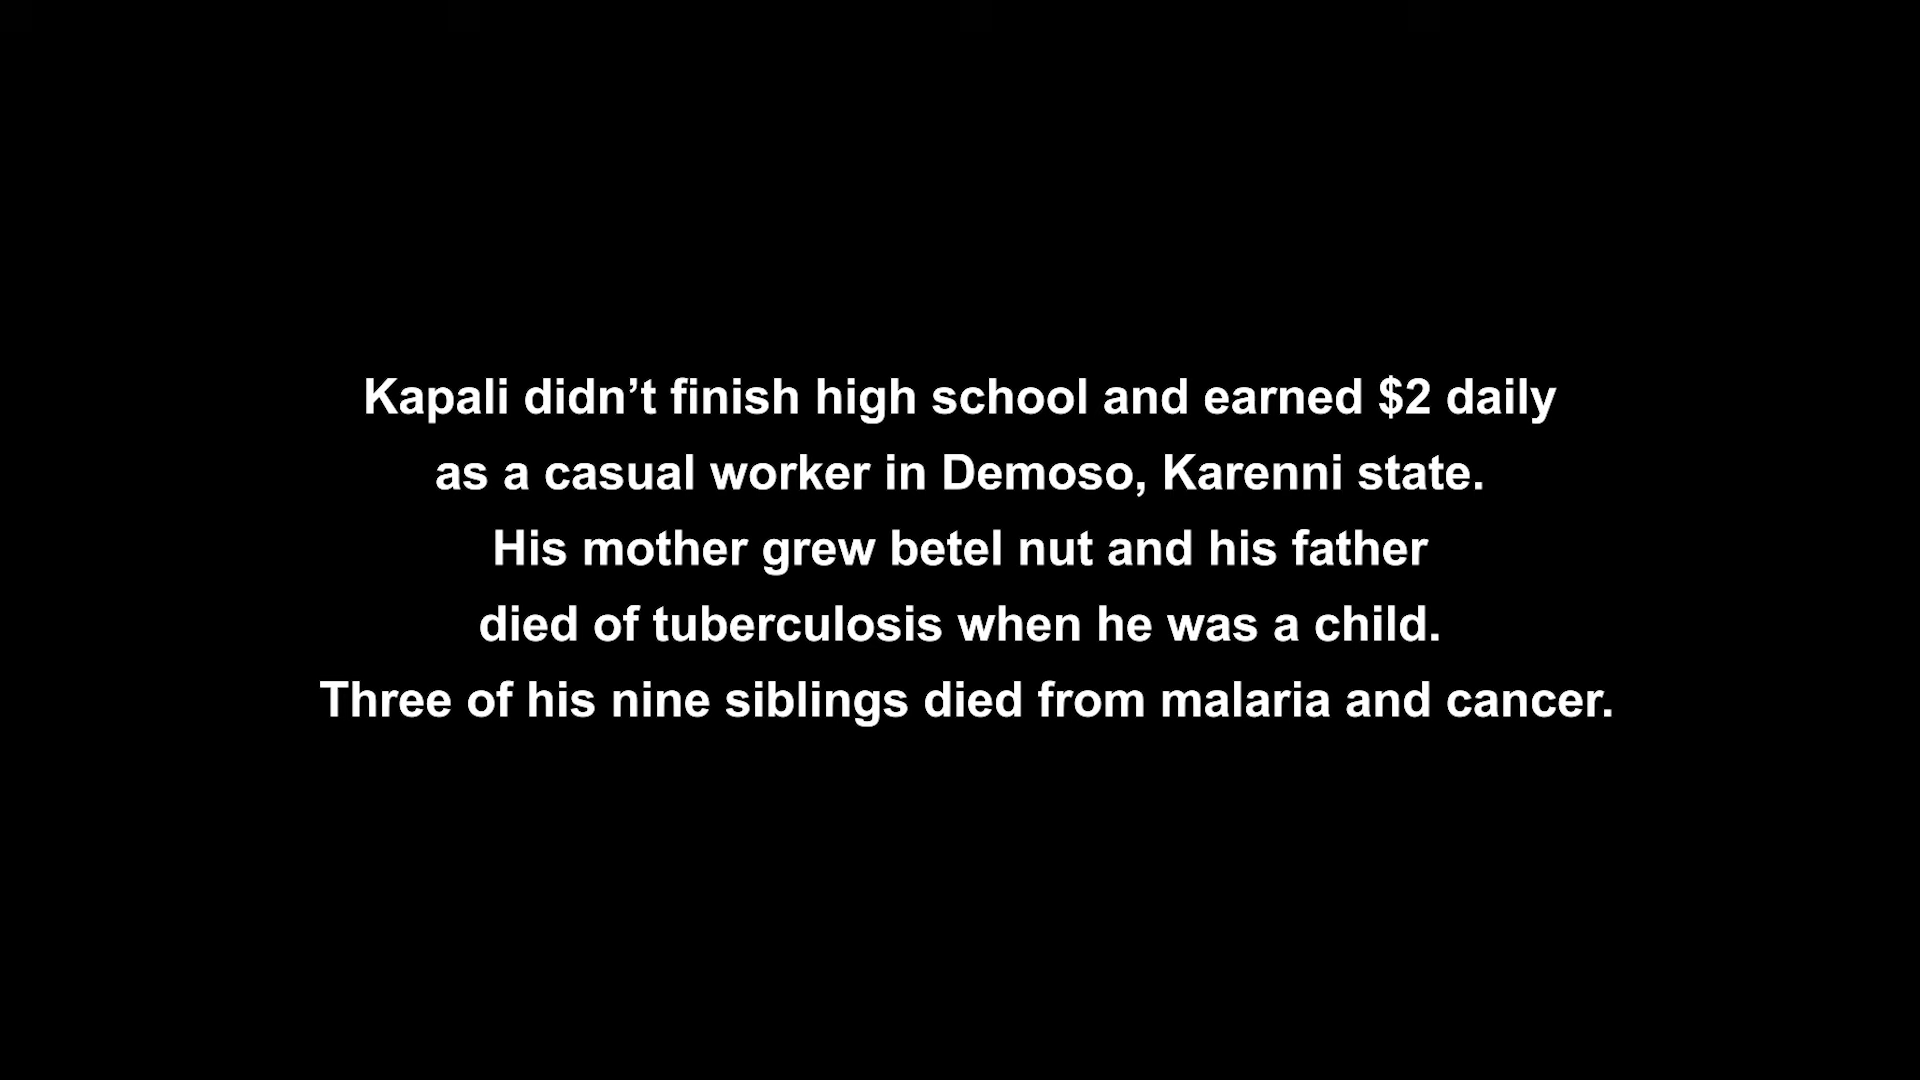 Kapali didn’t finish high school and earned $2 daily
as a casual worker in Demoso, Karenni state.
His mother grew betel nut and his father
died of tuberculosis when he was a child.
Three of his nine siblings died from malaria and cancer.